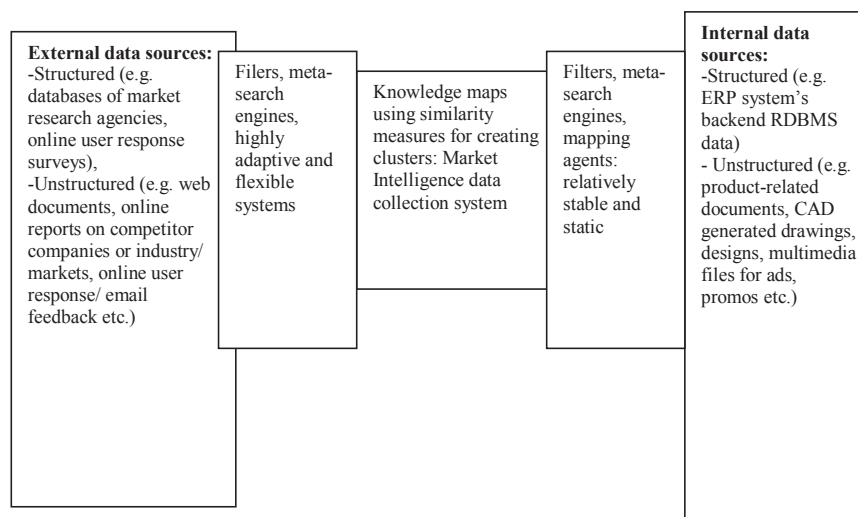 External data sources:
-Structured (e.g.
databases of market
research agencies,
online user response
surveys),
-Unstructured (e.g. web
documents, online
reports on competitor
companies or industry/
markets, online user
response/ email
feedback etc.)
Filers, meta-
search
engines,
highly
adaptive and
flexible
systems
Knowledge maps
using similarity
measures for creating
clusters: Market
Intelligence data
collection system
Filters, meta-
search
engines,
mapping
agents:
relatively
stable and
static
Internal data
sources:
-Structured (e.g.
ERP system's
backend RDBMS
data)
- Unstructured (e.g.
product-related
documents, CAD
generated drawings,
designs, multimedia
files for ads,
promos etc.)